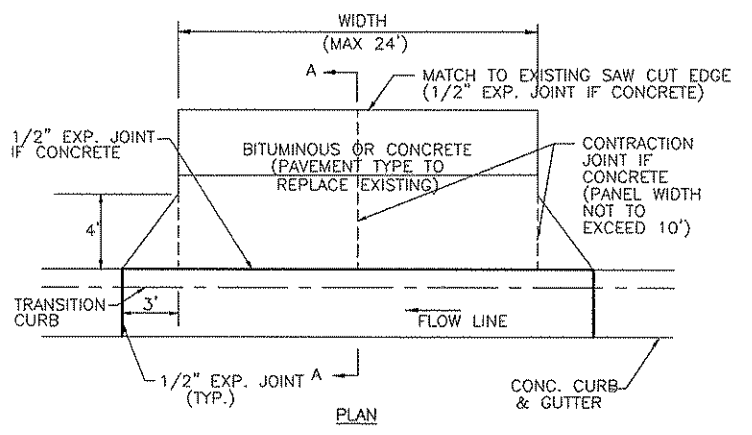 WIDTH
(MAX 24')
A
MATCH TO EXISTING SAW CUT EDGE
(1/2" EXP. JOINT IF CONCRETE)
1/2" EXP. JOINT
IF CONCRETE
BITUMINOUS OR CONCRETE
(PAVEMENT TYPE TO
REPLACE EXISTING)
CONTRACTION
JOINT IF
CONCRETE
(PANEL WIDTH
NOT TO
EXCEED 10')
4'
TRANSITION
CURB
3'
FLOW LINE
1/2" EXP. JOINT
(TYP.)
A
CONC. CURB
& GUTTER
PLAN